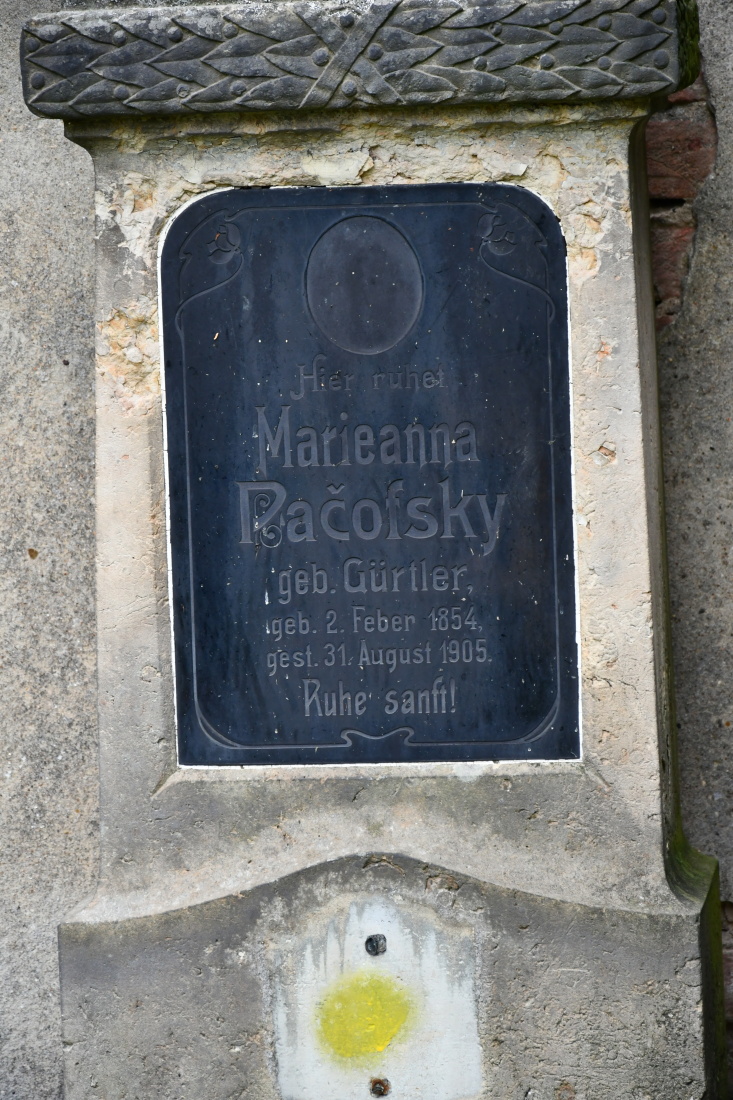 Hier ruhet
Marieanna
Račofsky
geb. Gürtler,
geb. 2. Feber 1854,
gest. 31. August 1905.
Ruhe sanft!